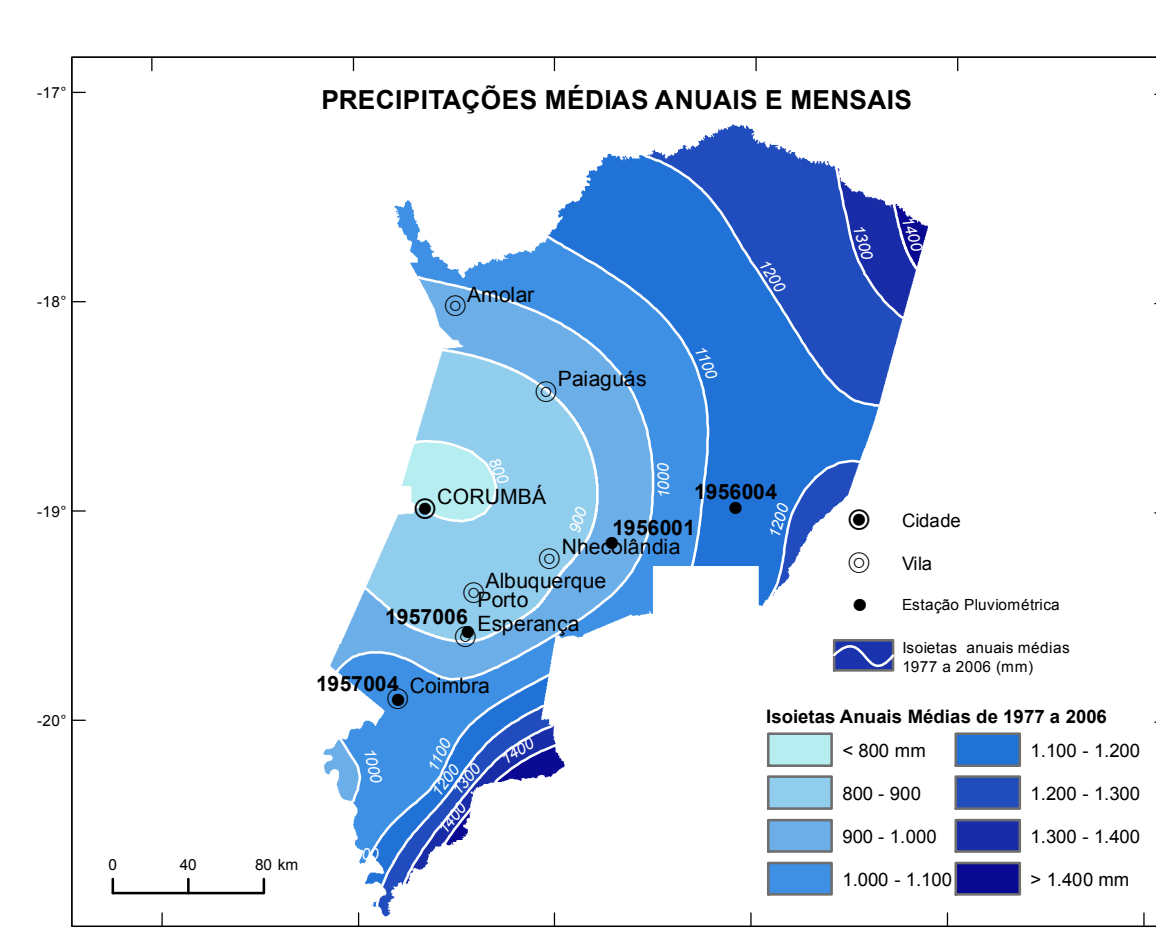 PRECIPITAÇÕES MÉDIAS ANUAIS E MENSAIS
-17°
-18°
-19°
-20°
1400
1300
1200
Amolar
1100
Paiaguás
800
1000
CORUMBÁ
1956004
900
1956001
1200
Nhecolândia
Albuquerque
Porto
1957006
Esperança
1957004
Coimbra
1000
1100
1200
1300
1400
1400
Cidade
Vila
Estação Pluviométrica
Isoietas anuais médias
1977 a 2006 (mm)
Isoietas Anuais Médias de 1977 a 2006
< 800 mm
1.100 - 1.200
800 - 900
1.200 - 1.300
900 - 1.000
1.300 - 1.400
1.000 - 1.100
> 1.400 mm
0 40 80 km